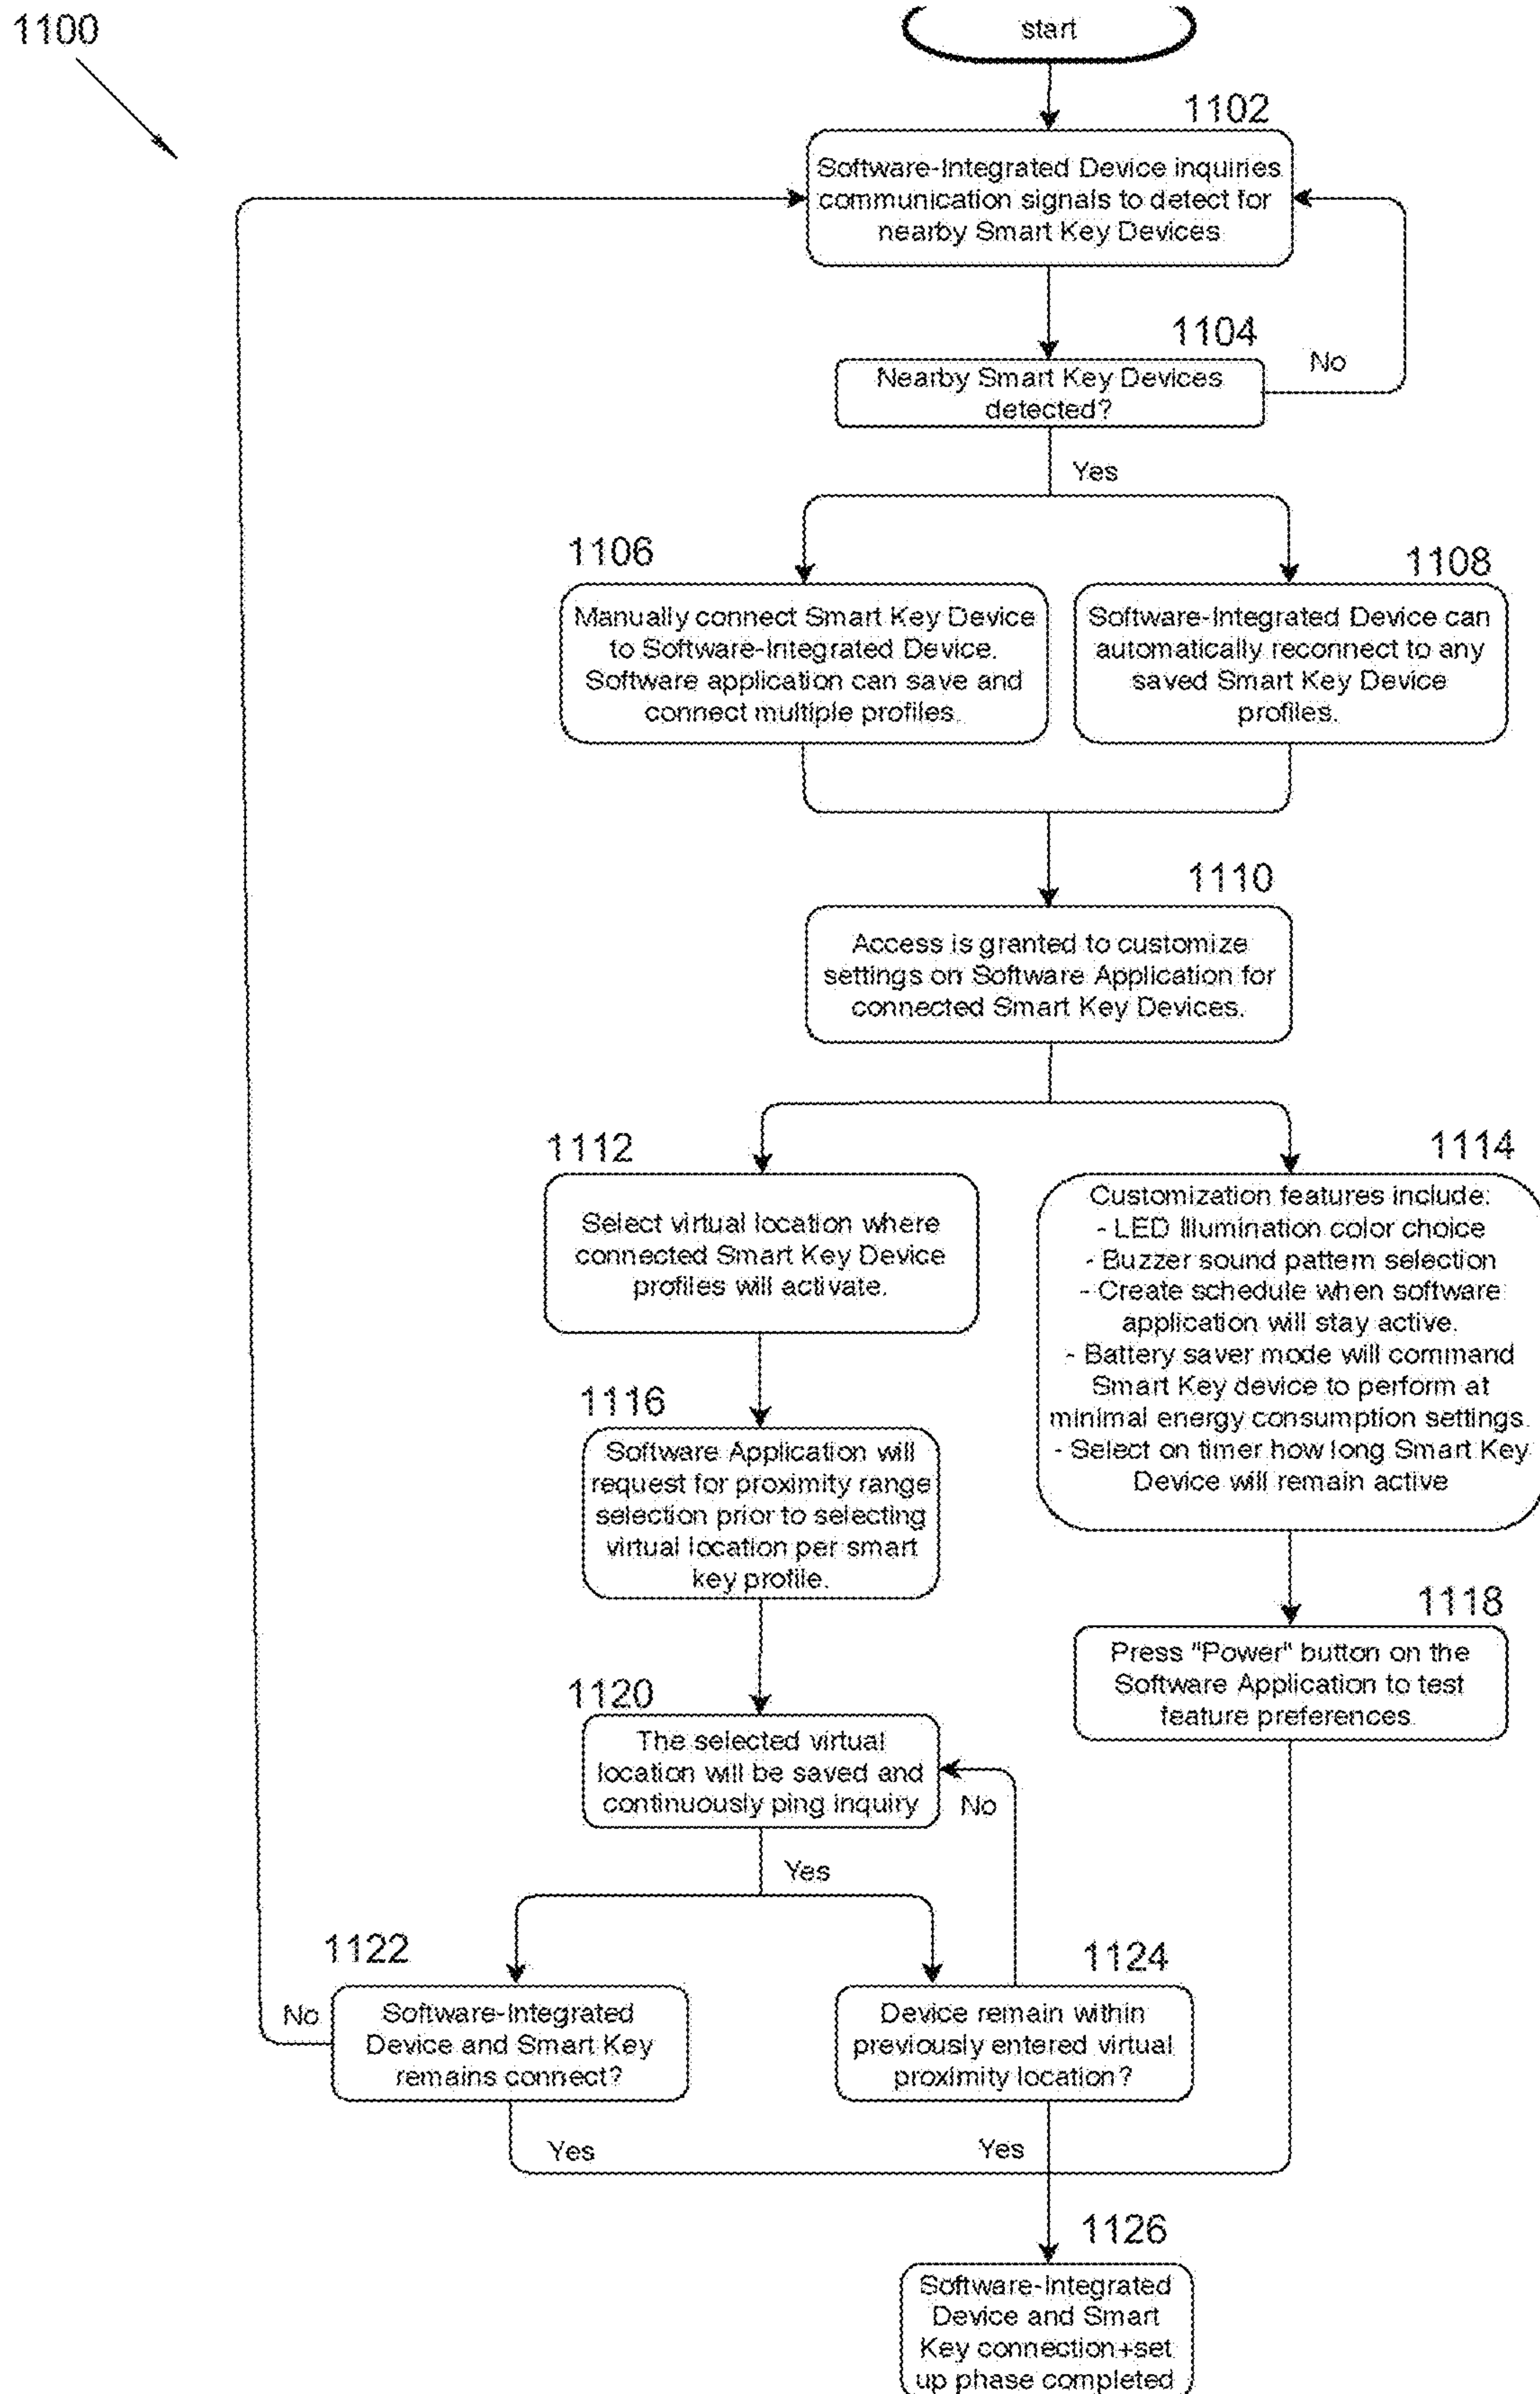 1100
start
1102
Software-Integrated Device inquiries
communication signals to detect for
nearby Smart Key Devices
1104
Nearby Smart Key Devices
detected?
No
Yes
1106
Manually connect Smart Key Device
to Software-Integrated Device.
Software application can save and
connect multiple profiles.
1108
Software-Integrated Device can
automatically reconnect to any
saved Smart Key Device
profiles.
1110
Access is granted to customize
settings on Software Application for
connected Smart Key Devices.
1112
Select virtual location where
connected Smart Key Device
profiles will activate.
1114
Customization features include:
- LED Illumination color choice
- Buzzer sound pattern selection
- Create schedule when software
application will stay active.
- Battery saver mode will command
Smart Key device to perform at
minimal energy consumption settings.
- Select on timer how long Smart Key
Device will remain active
1116
Software Application will
request for proximity range
selection prior to selecting
virtual location per smart
key profile.
1118
Press "Power" button on the
Software Application to test
feature preferences.
1120
The selected virtual
location will be saved and
continuously ping inquiry
No
Yes
1122
No
Software-Integrated
Device and Smart Key
remains connect?
1124
Device remain within
previously entered virtual
proximity location?
Yes
Yes
1126
Software-Integrated
Device and Smart
Key connection+set
up phase completed